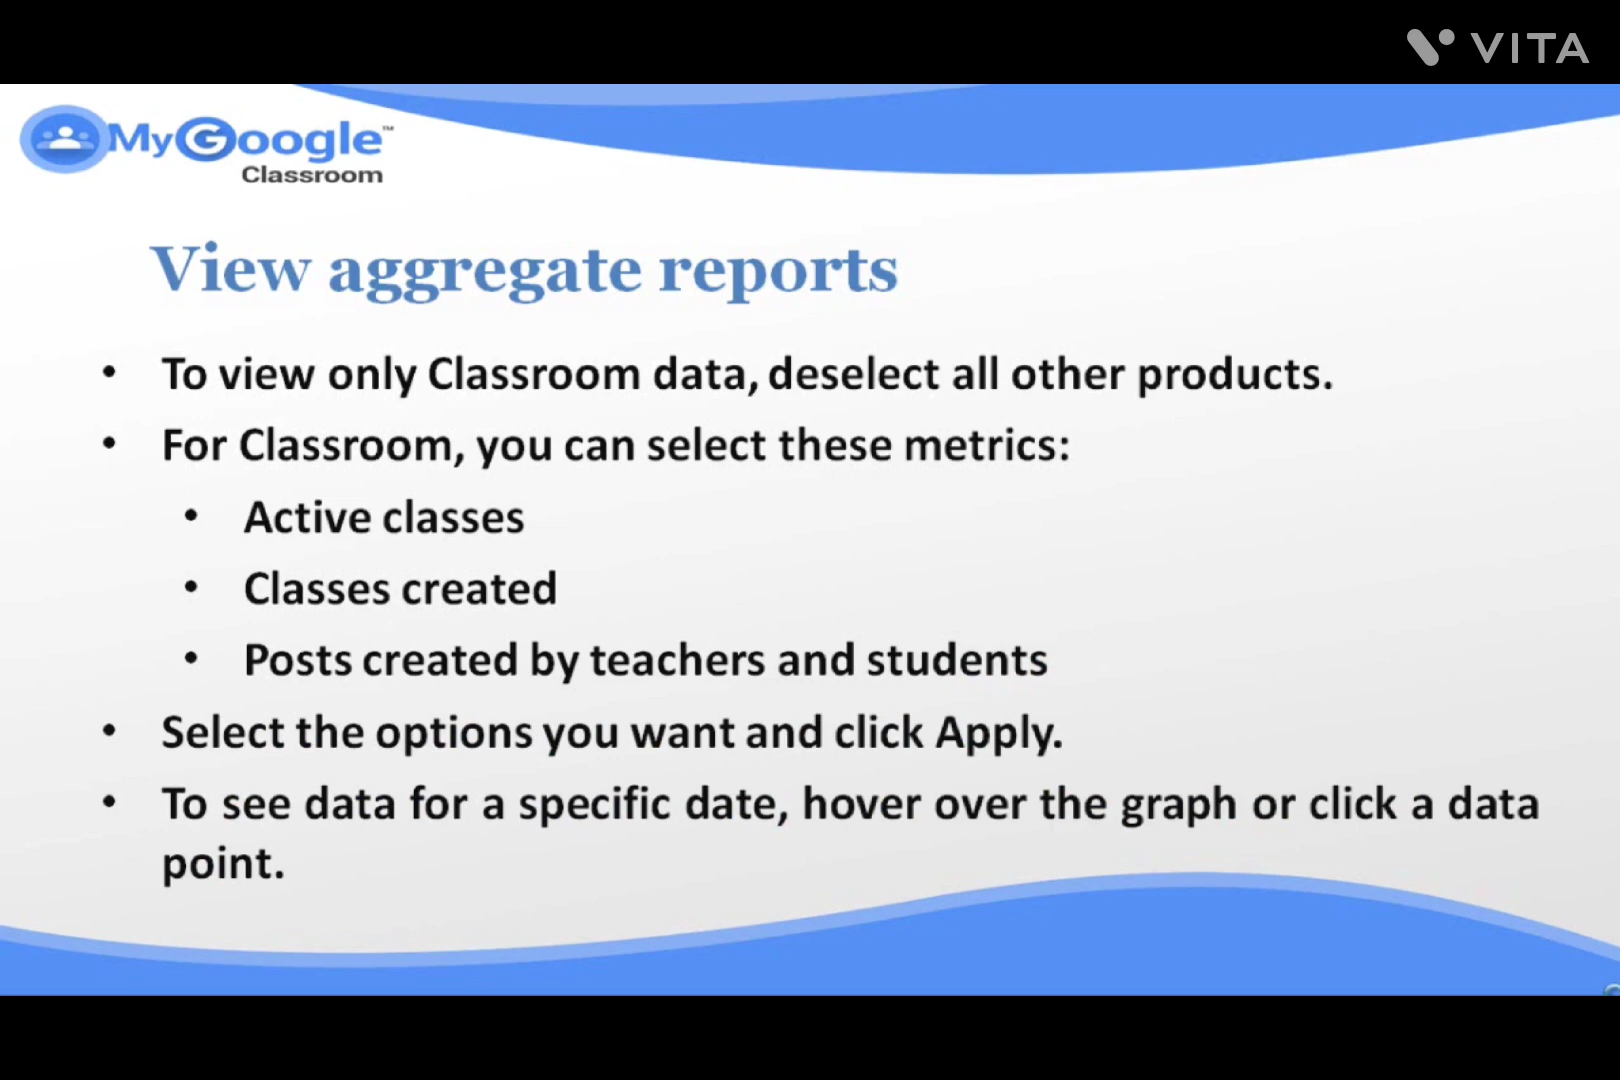 VITA
MyGoogle™
Classroom
View aggregate reports
• To view only Classroom data, deselect all other products.
• For Classroom, you can select these metrics:
• Active classes
• Classes created
• Posts created by teachers and students
• Select the options you want and click Apply.
• To see data for a specific date, hover over the graph or click a data
point.